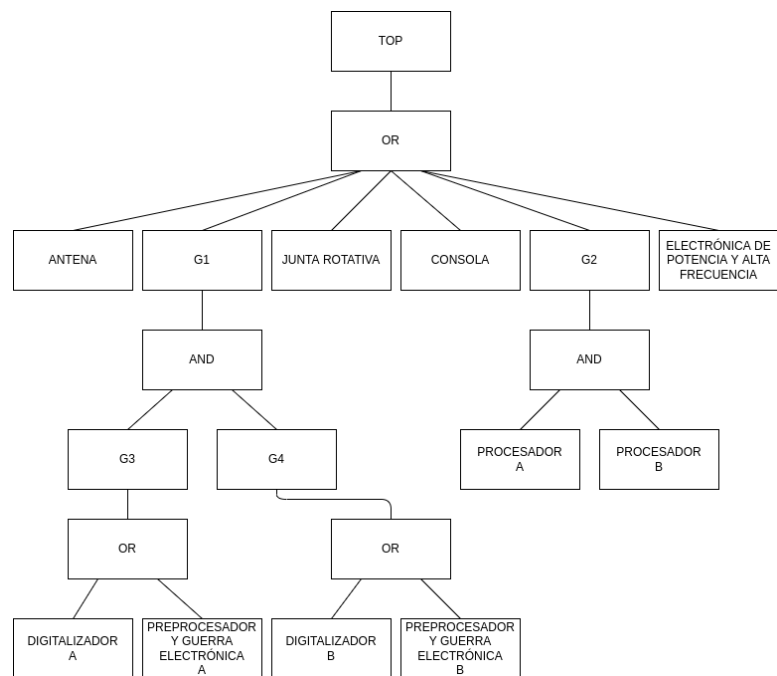 TOP
OR
ANTENA
G1
JUNTA ROTATIVA
CONSOLA
G2
ELECTRÓNICA DE
POTENCIA Y ALTA
FRECUENCIA
AND
AND
G3
G4
PROCESADOR
A
PROCESADOR
B
OR
OR
DIGITALIZADOR
A
PREPROCESADOR
Y GUERRA
ELECTRÓNICA
A
DIGITALIZADOR
B
PREPROCESADOR
Y GUERRA
ELECTRÓNICA
B